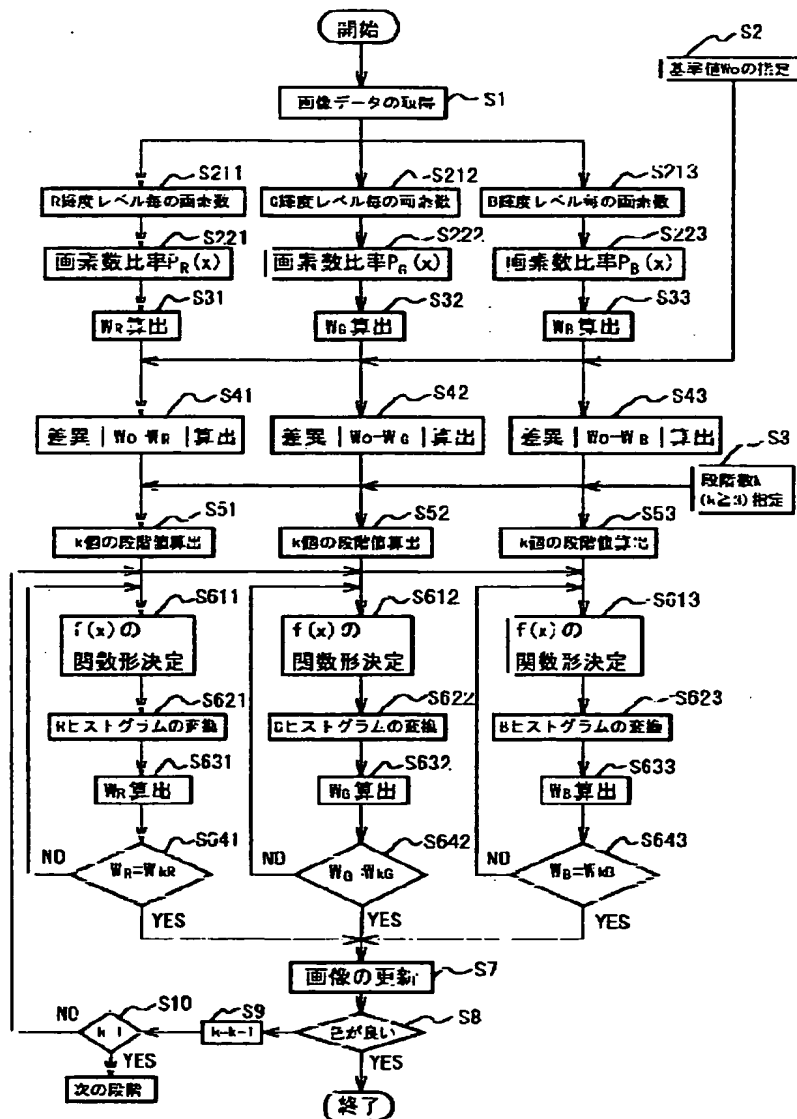 開始
S2
基準値Woの指定
画像データの取得
S1
S211
S212
S213
R輝度レベル毎の画素数
G輝度レベル毎の画素数
B輝度レベル毎の画素数
S221
S222
S223
画素数比率PR(x)
画素数比率PG(x)
画素数比率PB(x)
S31
S32
S33
WR算出
WG算出
WB算出
S41
S42
S43
差異|Wo-WR|算出
差異|Wo-WG|算出
差異|Wo-WB|算出
S3
段階数k
(k≧3)指定
S51
S52
S53
k個の段階値算出
k個の段階値算出
k個の段階値算出
S611
S612
S613
f(x)の
関数形決定
f(x)の
関数形決定
f(x)の
関数形決定
S621
S622
S623
Rヒストグラムの変換
Gヒストグラムの変換
Bヒストグラムの変換
S631
S632
S633
WR算出
WG算出
WB算出
S641
S642
S643
NO
WR=WkR
NO
WG=WkG
NO
WB=WkB
YES
YES
YES
画像の更新
S7
NO
S10
S9
S8
が良い
YES
YES
次の段階
終了